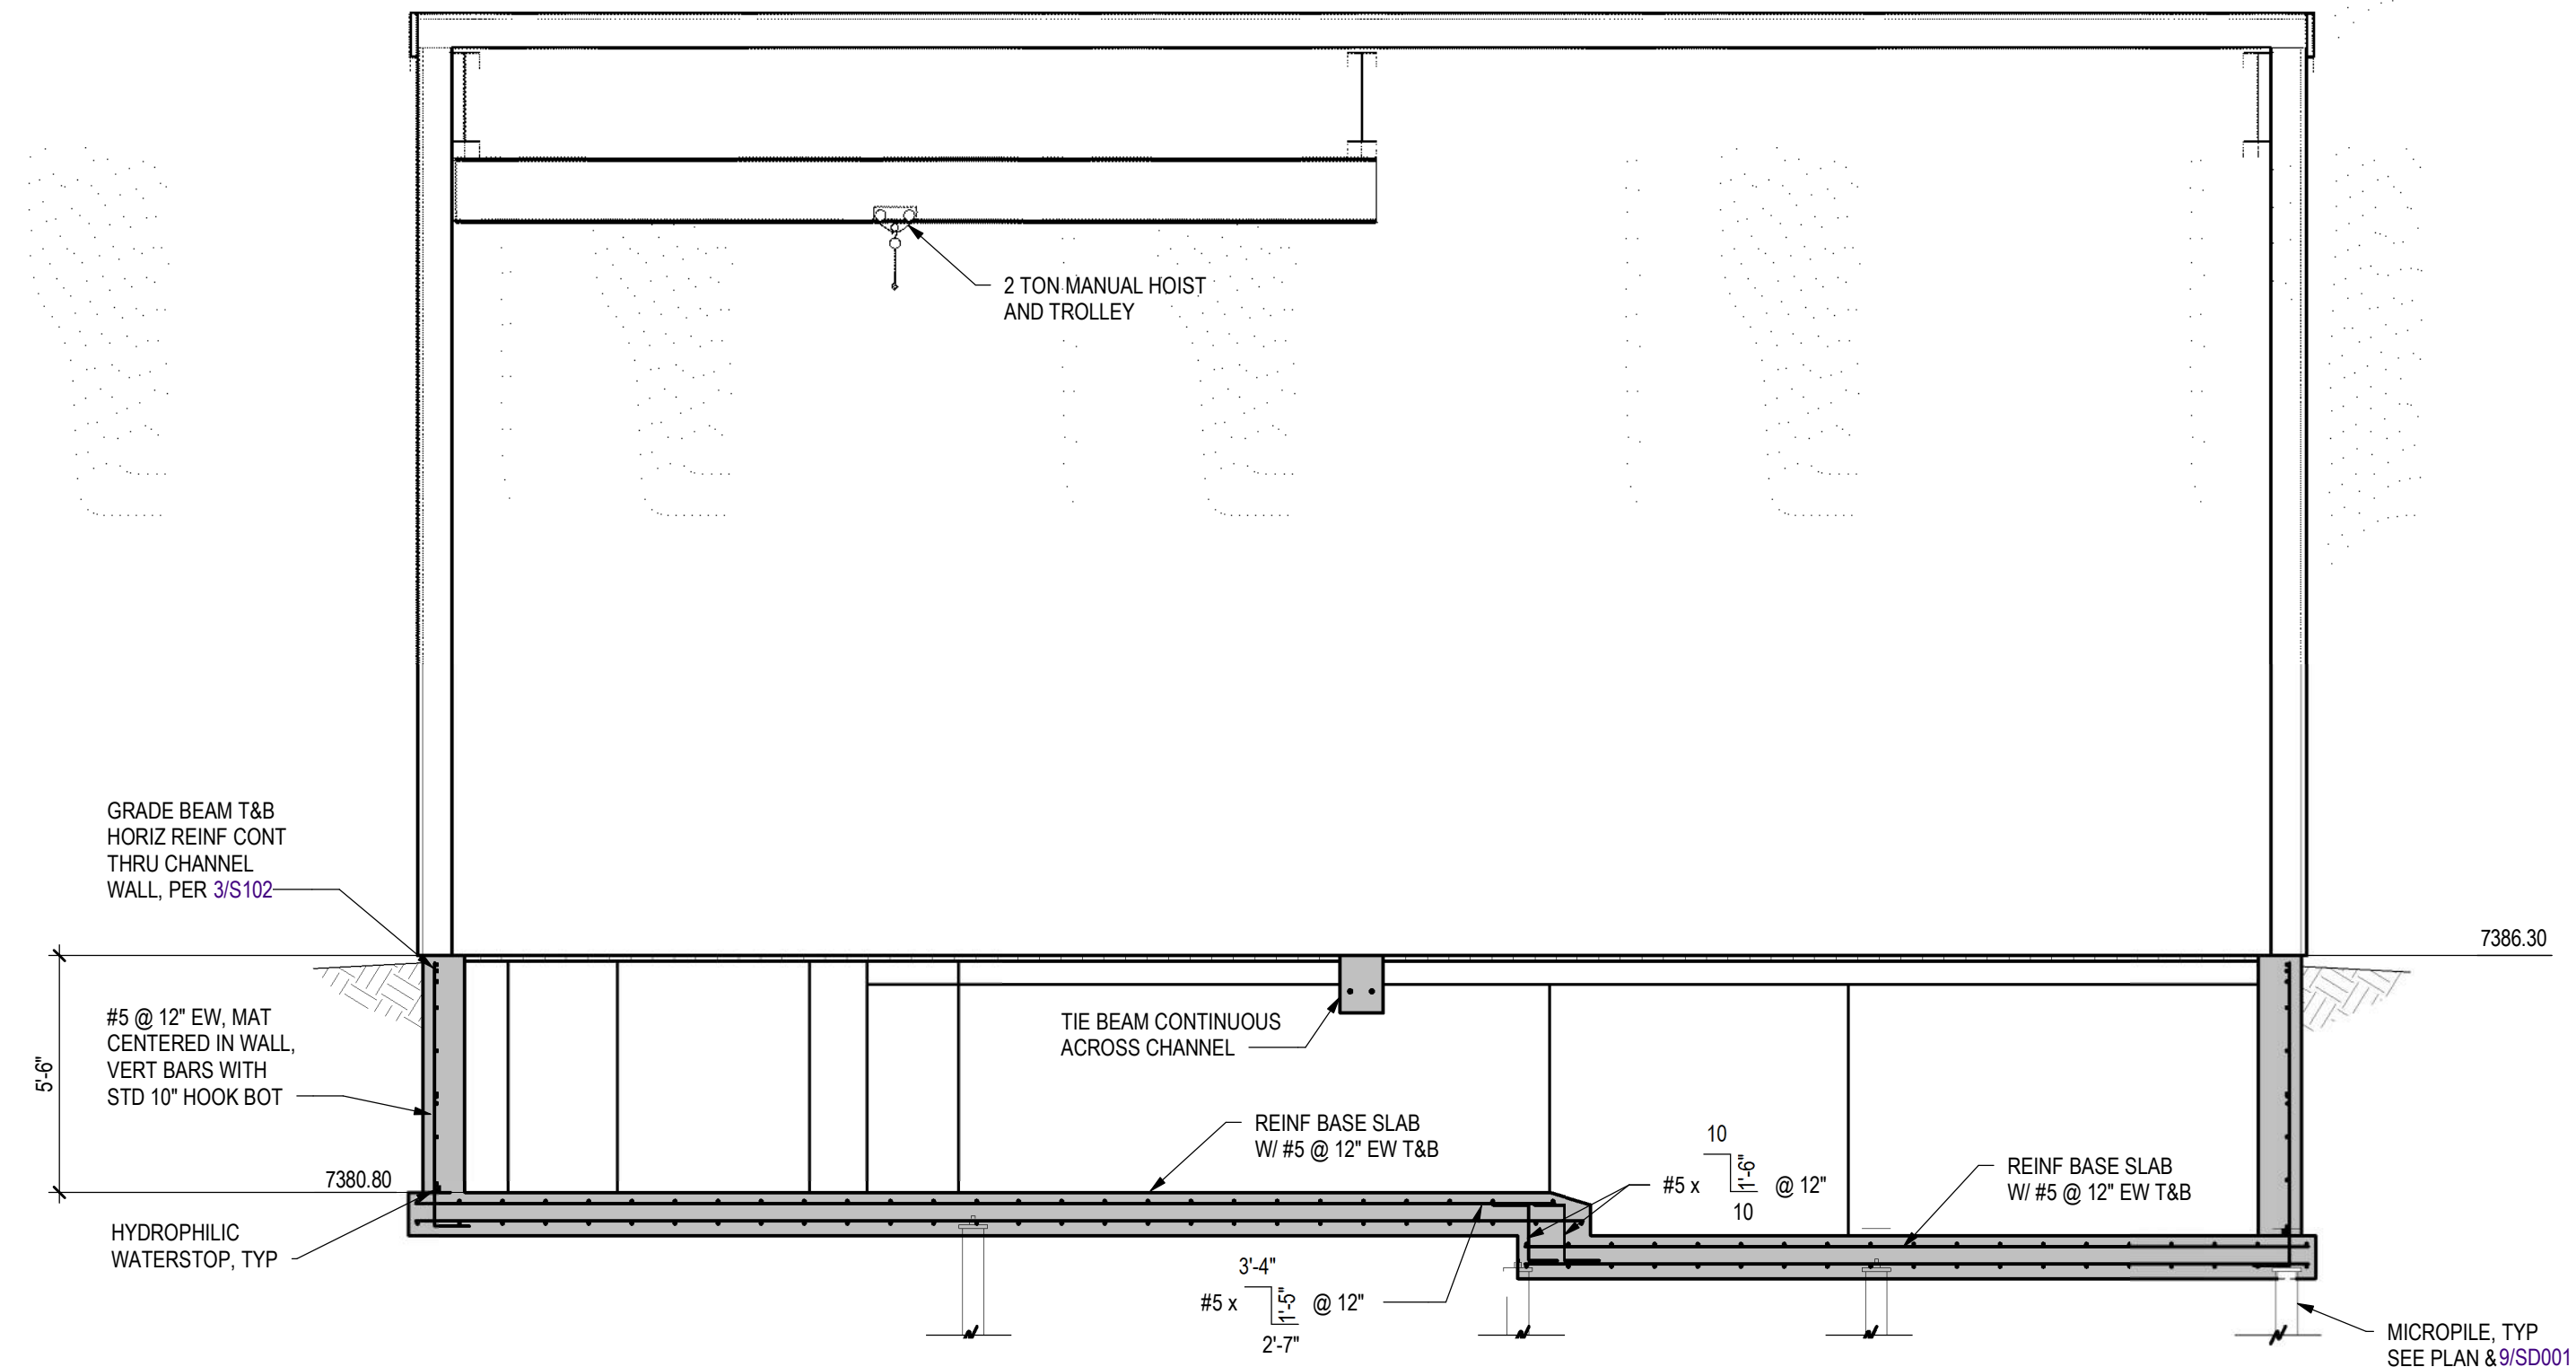 2 TON MANUAL HOIST
AND TROLLEY
GRADE BEAM T&B
HORIZ REINF CONT
THRU CHANNEL
WALL, PER 3/S102
7386.30
#5 @ 12" EW, MAT
CENTERED IN WALL,
VERT BARS WITH
STD 10" HOOK BOT
5'-6"
TIE BEAM CONTINUOUS
ACROSS CHANNEL
REINF BASE SLAB
W/ #5 @ 12" EW T&B
10
#5 x 1'-6" @ 12"
10
REINF BASE SLAB
W/ #5 @ 12" EW T&B
7380.80
HYDROPHILIC
WATERSTOP, TYP
3'-4"
#5 x 1'-5" @ 12"
2'-7"
MICROPILE, TYP
SEE PLAN & 9/SD001